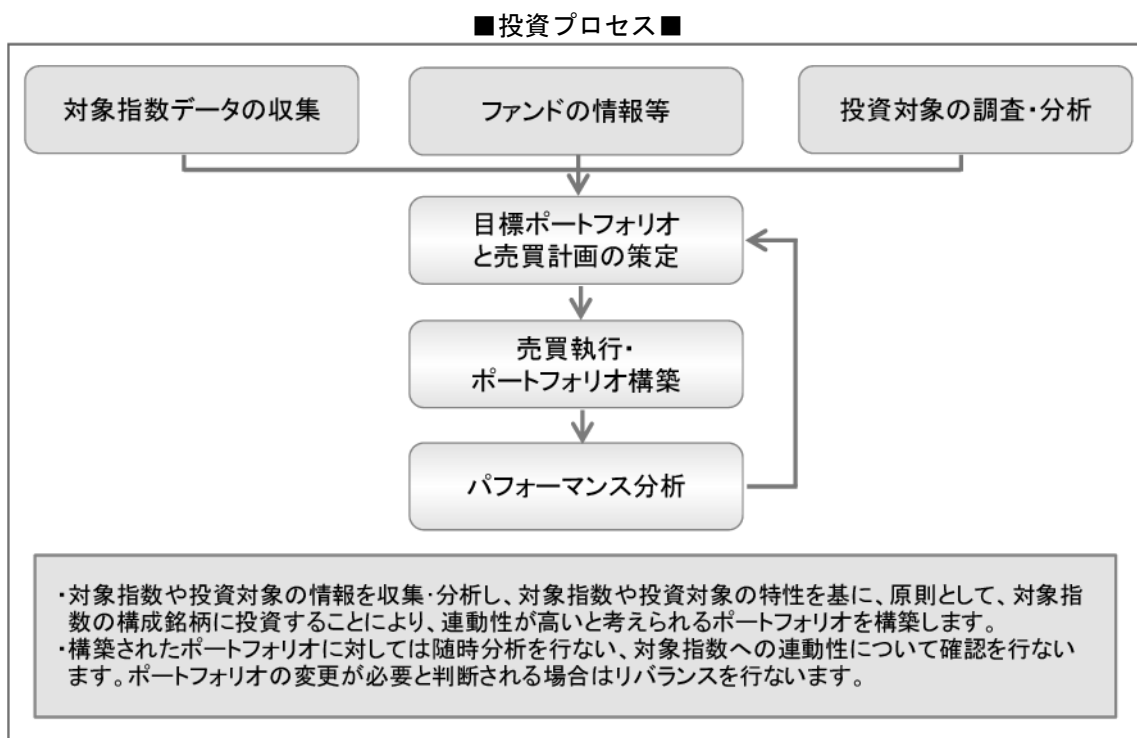 ■投資プロセス■
対象指数データの収集
ファンドの情報等
投資対象の調査・分析
目標ポートフォリオ
と売買計画の策定
売買執行・
ポートフォリオ構築
パフォーマンス分析
・対象指数や投資対象の情報を収集・分析し、対象指数や投資対象の特性を基に、原則として、対象指
数の構成銘柄に投資することにより、連動性が高いと考えられるポートフォリオを構築します。
・構築されたポートフォリオに対しては随時分析を行ない、対象指数への連動性について確認を行ない
ます。ポートフォリオの変更が必要と判断される場合はリバランスを行ないます。